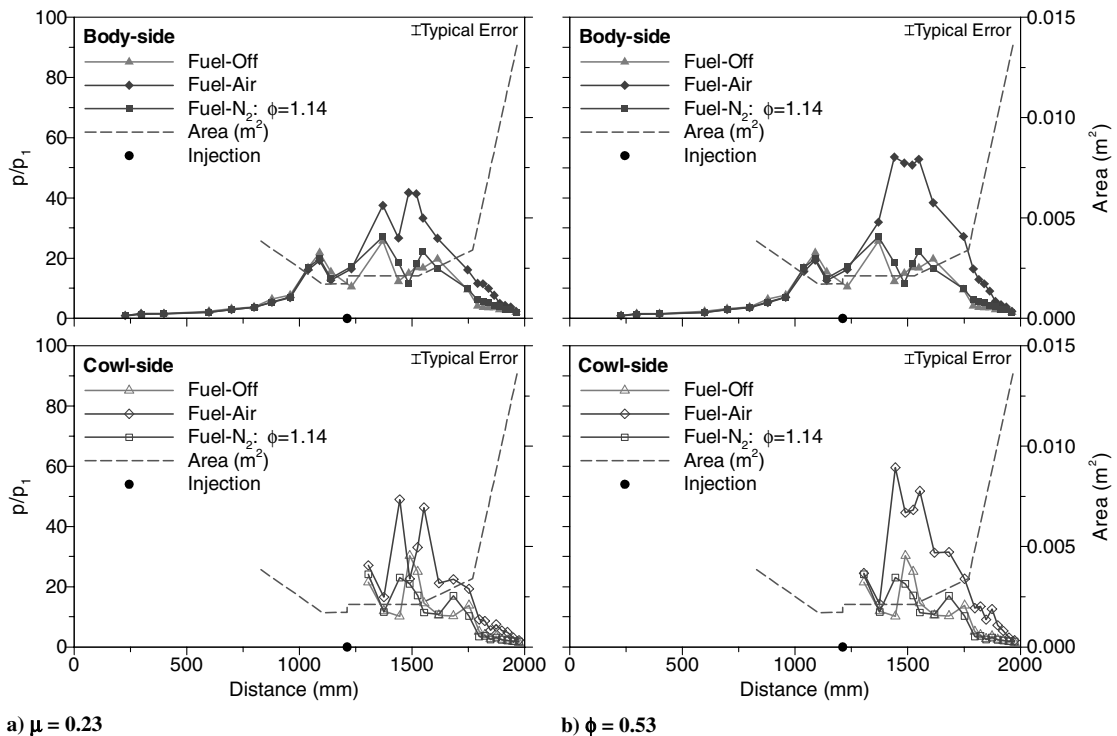 100
80
60
40
20
0
p/p₁
Body-side
Fuel-Off
Fuel-Air
Fuel-N₂: ϕ=1.14
Area (m²)
Injection
Typical Error
Body-side
Fuel-Off
Fuel-Air
Fuel-N₂: ϕ=1.14
Area (m²)
Injection
Typical Error
0.015
0.010
0.005
0.000
Area (m²)
100
80
60
40
20
0
p/p₁
Cowl-side
Fuel-Off
Fuel-Air
Fuel-N₂: ϕ=1.14
Area (m²)
Injection
Typical Error
0 500 1000 1500 2000
Distance (mm)
Cowl-side
Fuel-Off
Fuel-Air
Fuel-N₂: ϕ=1.14
Area (m²)
Injection
Typical Error
0.015
0.010
0.005
0.000
Area (m²)
0 500 1000 1500 2000
Distance (mm)
a) μ = 0.23
b) ϕ = 0.53